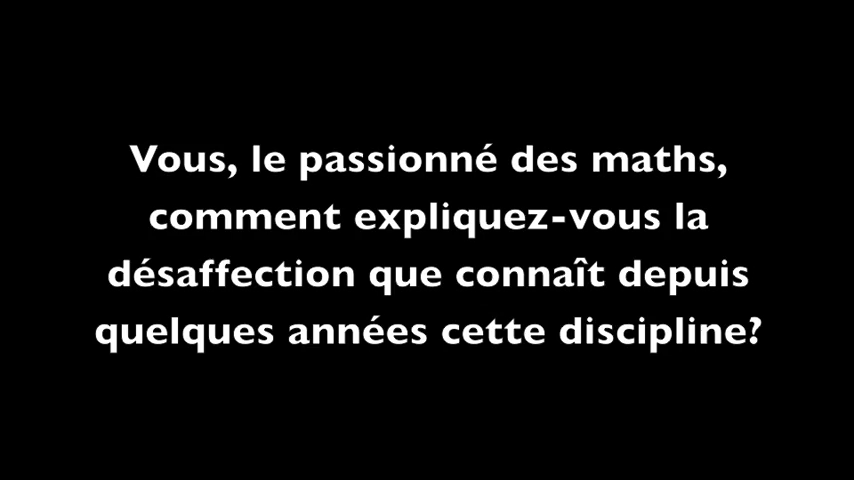 Vous, le passionné des maths,
comment expliquez-vous la
désaffection que connaît depuis
quelques années cette discipline?